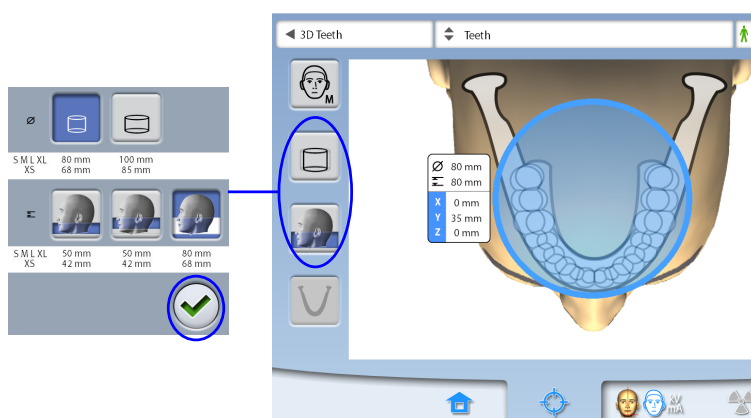 3D Teeth
Teeth
M
Ø
S M L XL 80 mm 100 mm
XS 68 mm 85 mm
S M L XL 50 mm 50 mm 80 mm
XS 42 mm 42 mm 68 mm
Ø 80 mm
80 mm
X 0 mm
Y 35 mm
Z 0 mm
kV
mA